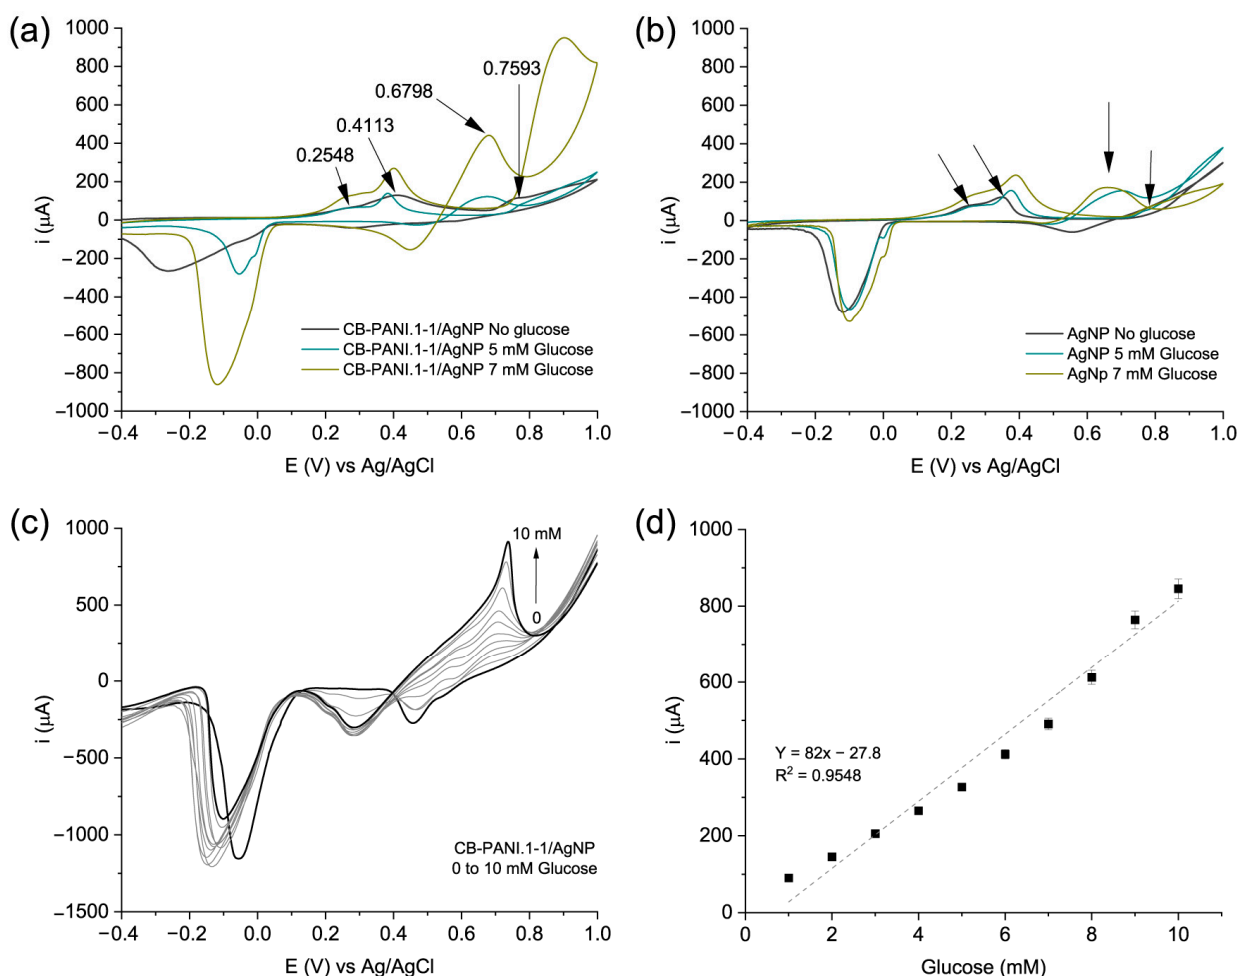 (a)
1000
800
600
400
200
0
−200
−400
−600
−800
−1000
i (µA)
0.2548
0.4113
0.6798
0.7593
CB-PANI.1-1/AgNP No glucose
CB-PANI.1-1/AgNP 5 mM Glucose
CB-PANI.1-1/AgNP 7 mM Glucose
−0.4 −0.2 0.0 0.2 0.4 0.6 0.8 1.0
E (V) vs Ag/AgCl
(b)
1000
800
600
400
200
0
−200
−400
−600
−800
−1000
i (µA)
AgNP No glucose
AgNP 5 mM Glucose
AgNp 7 mM Glucose
−0.4 −0.2 0.0 0.2 0.4 0.6 0.8 1.0
E (V) vs Ag/AgCl
(c)
1000
500
0
−500
−1000
−1500
i (µA)
10 mM
0
CB-PANI.1-1/AgNP
0 to 10 mM Glucose
−0.4 −0.2 0.0 0.2 0.4 0.6 0.8 1.0
E (V) vs Ag/AgCl
(d)
1000
800
600
400
200
0
i (µA)
Y = 82x − 27.8
R² = 0.9548
0 2 4 6 8 10
Glucose (mM)